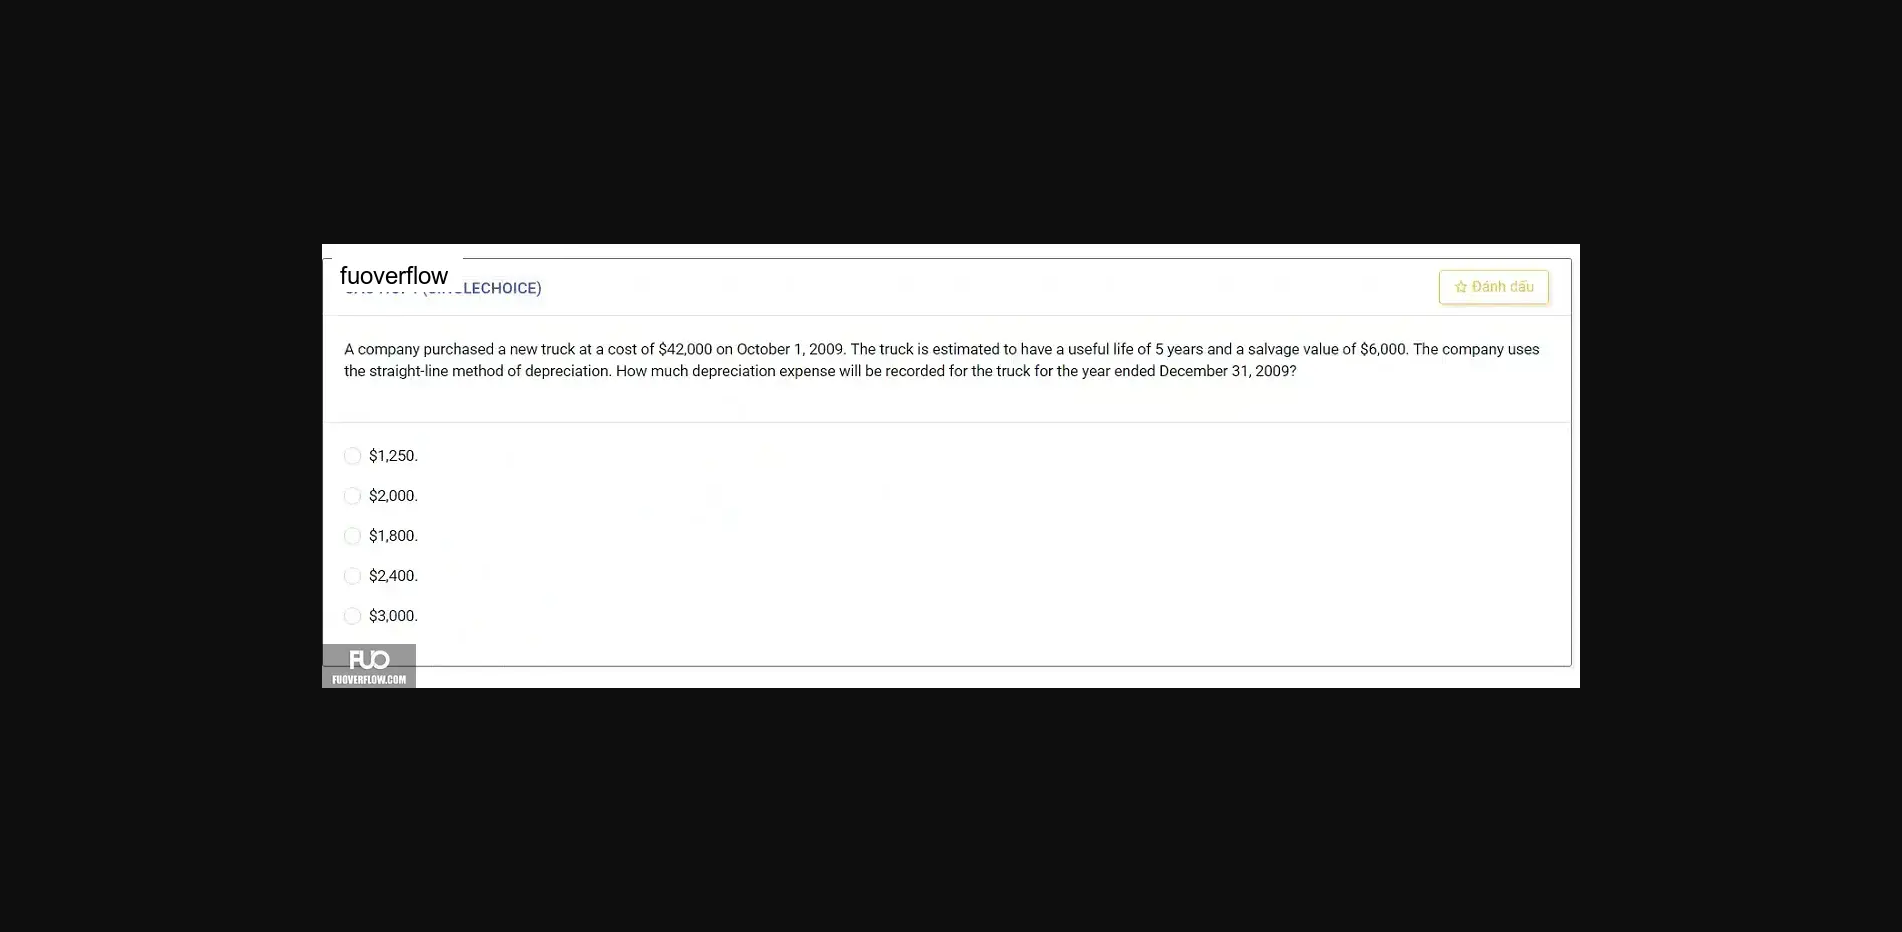 fuoverflow
LECHOICE)
Đánh dấu
A company purchased a new truck at a cost of $42,000 on October 1, 2009. The truck is estimated to have a useful life of 5 years and a salvage value of $6,000. The company uses
the straight-line method of depreciation. How much depreciation expense will be recorded for the truck for the year ended December 31, 2009?
$1,250.
$2,000.
$1,800.
$2,400.
$3,000.
FUO
FUOVERFLOW.COM